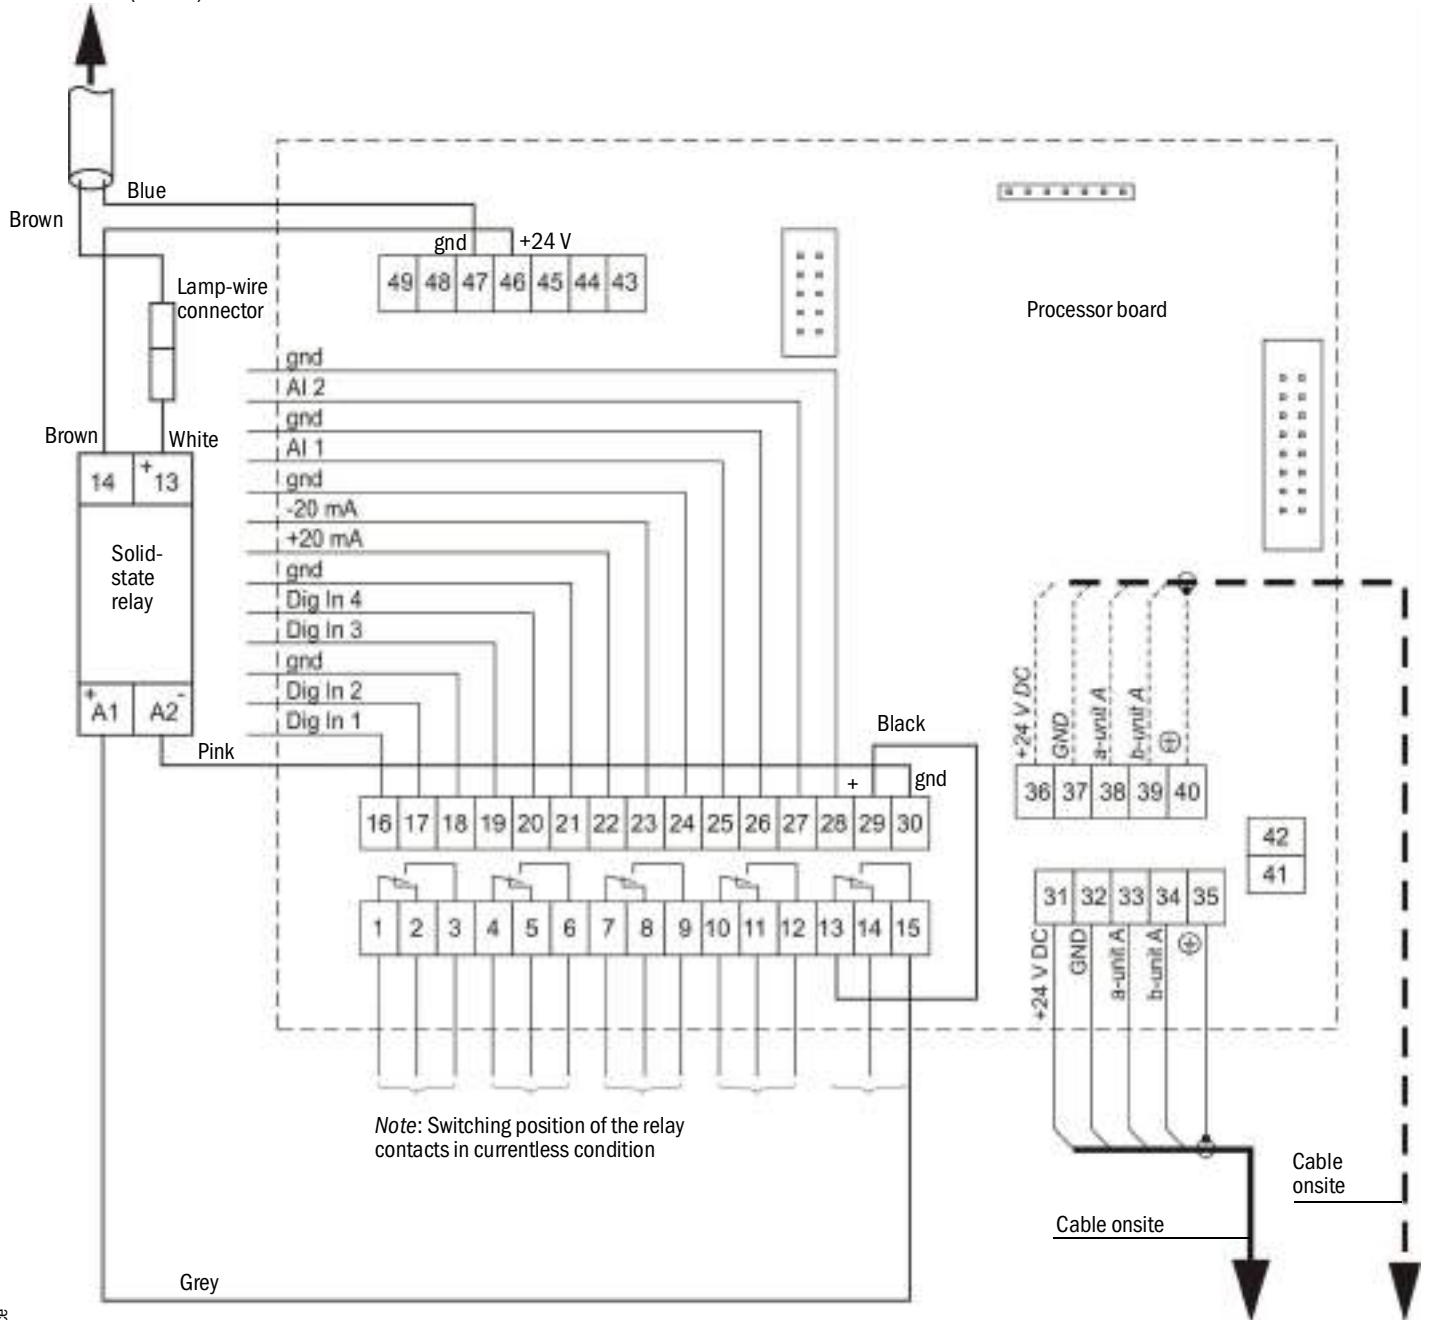 Blue
Brown
gnd
+24 V
49 48 47 46 45 44 43
Lamp-wire
connector
Processor board
gnd
AI 2
gnd
AI 1
gnd
-20 mA
+20 mA
gnd
Dig In 4
Dig In 3
gnd
Dig In 2
Dig In 1
Brown
White
14
+
13
Solid-
state
relay
+
A1
A2
-
Pink
Black
+
gnd
16 17 18 19 20 21 22 23 24 25 26 27 28 29 30
1 2 3 4 5 6 7 8 9 10 11 12 13 14 15
+24 V DC
GND
a-unit A
b-unit A
36 37 38 39 40
42
41
31 32 33 34 35
+24 V DC
GND
a-unit A
b-unit A
Note: Switching position of the relay
contacts in currentless condition
Cable
onsite
Cable onsite
Grey